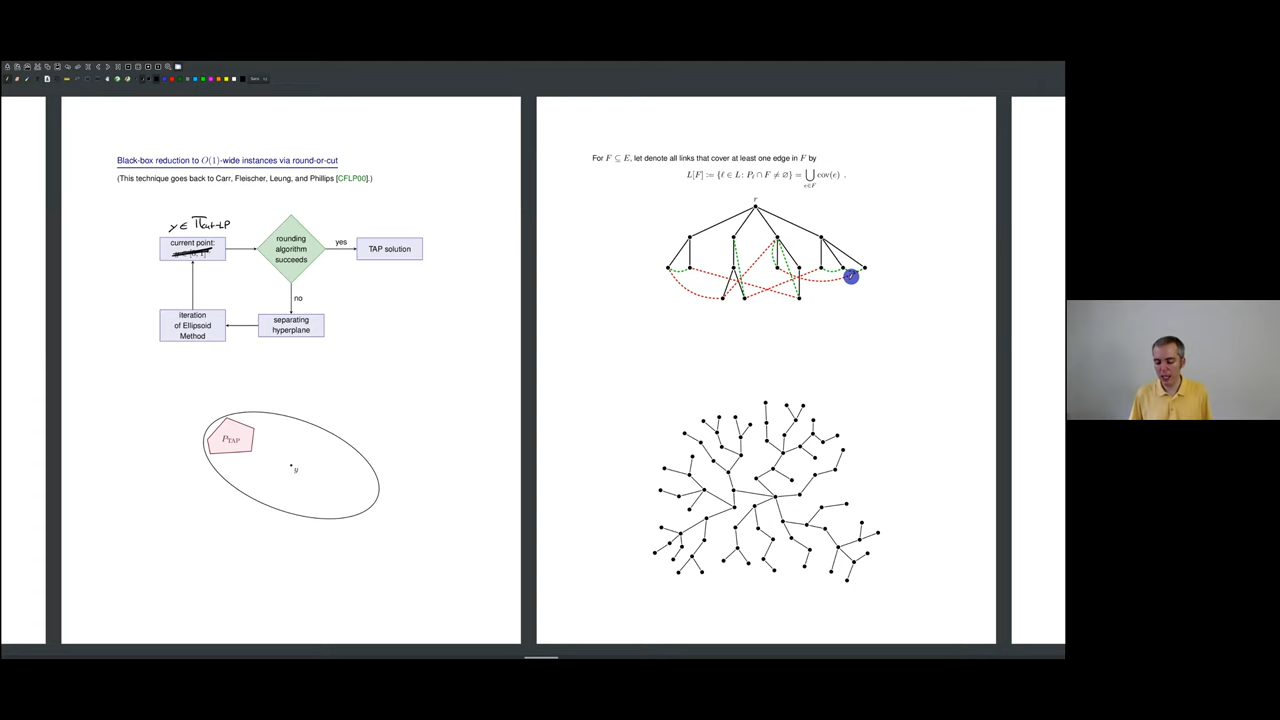 Black-box reduction to O(1)-wide instances via round-or-cut
(This technique goes back to Carr, Fleischer, Leung, and Phillips [CFLP00].)
y ∈ Π_Cut-LP
current point:
rounding
algorithm
succeeds
yes
TAP solution
no
separating
hyperplane
iteration
of Ellipsoid
Method
P_TAP
y
For F ⊆ E, let denote all links that cover at least one edge in F by
L[F] := {ℓ ∈ L : P_ℓ ∩ F ≠ ∅} = ⋃_{e∈F} cov(e) .
r